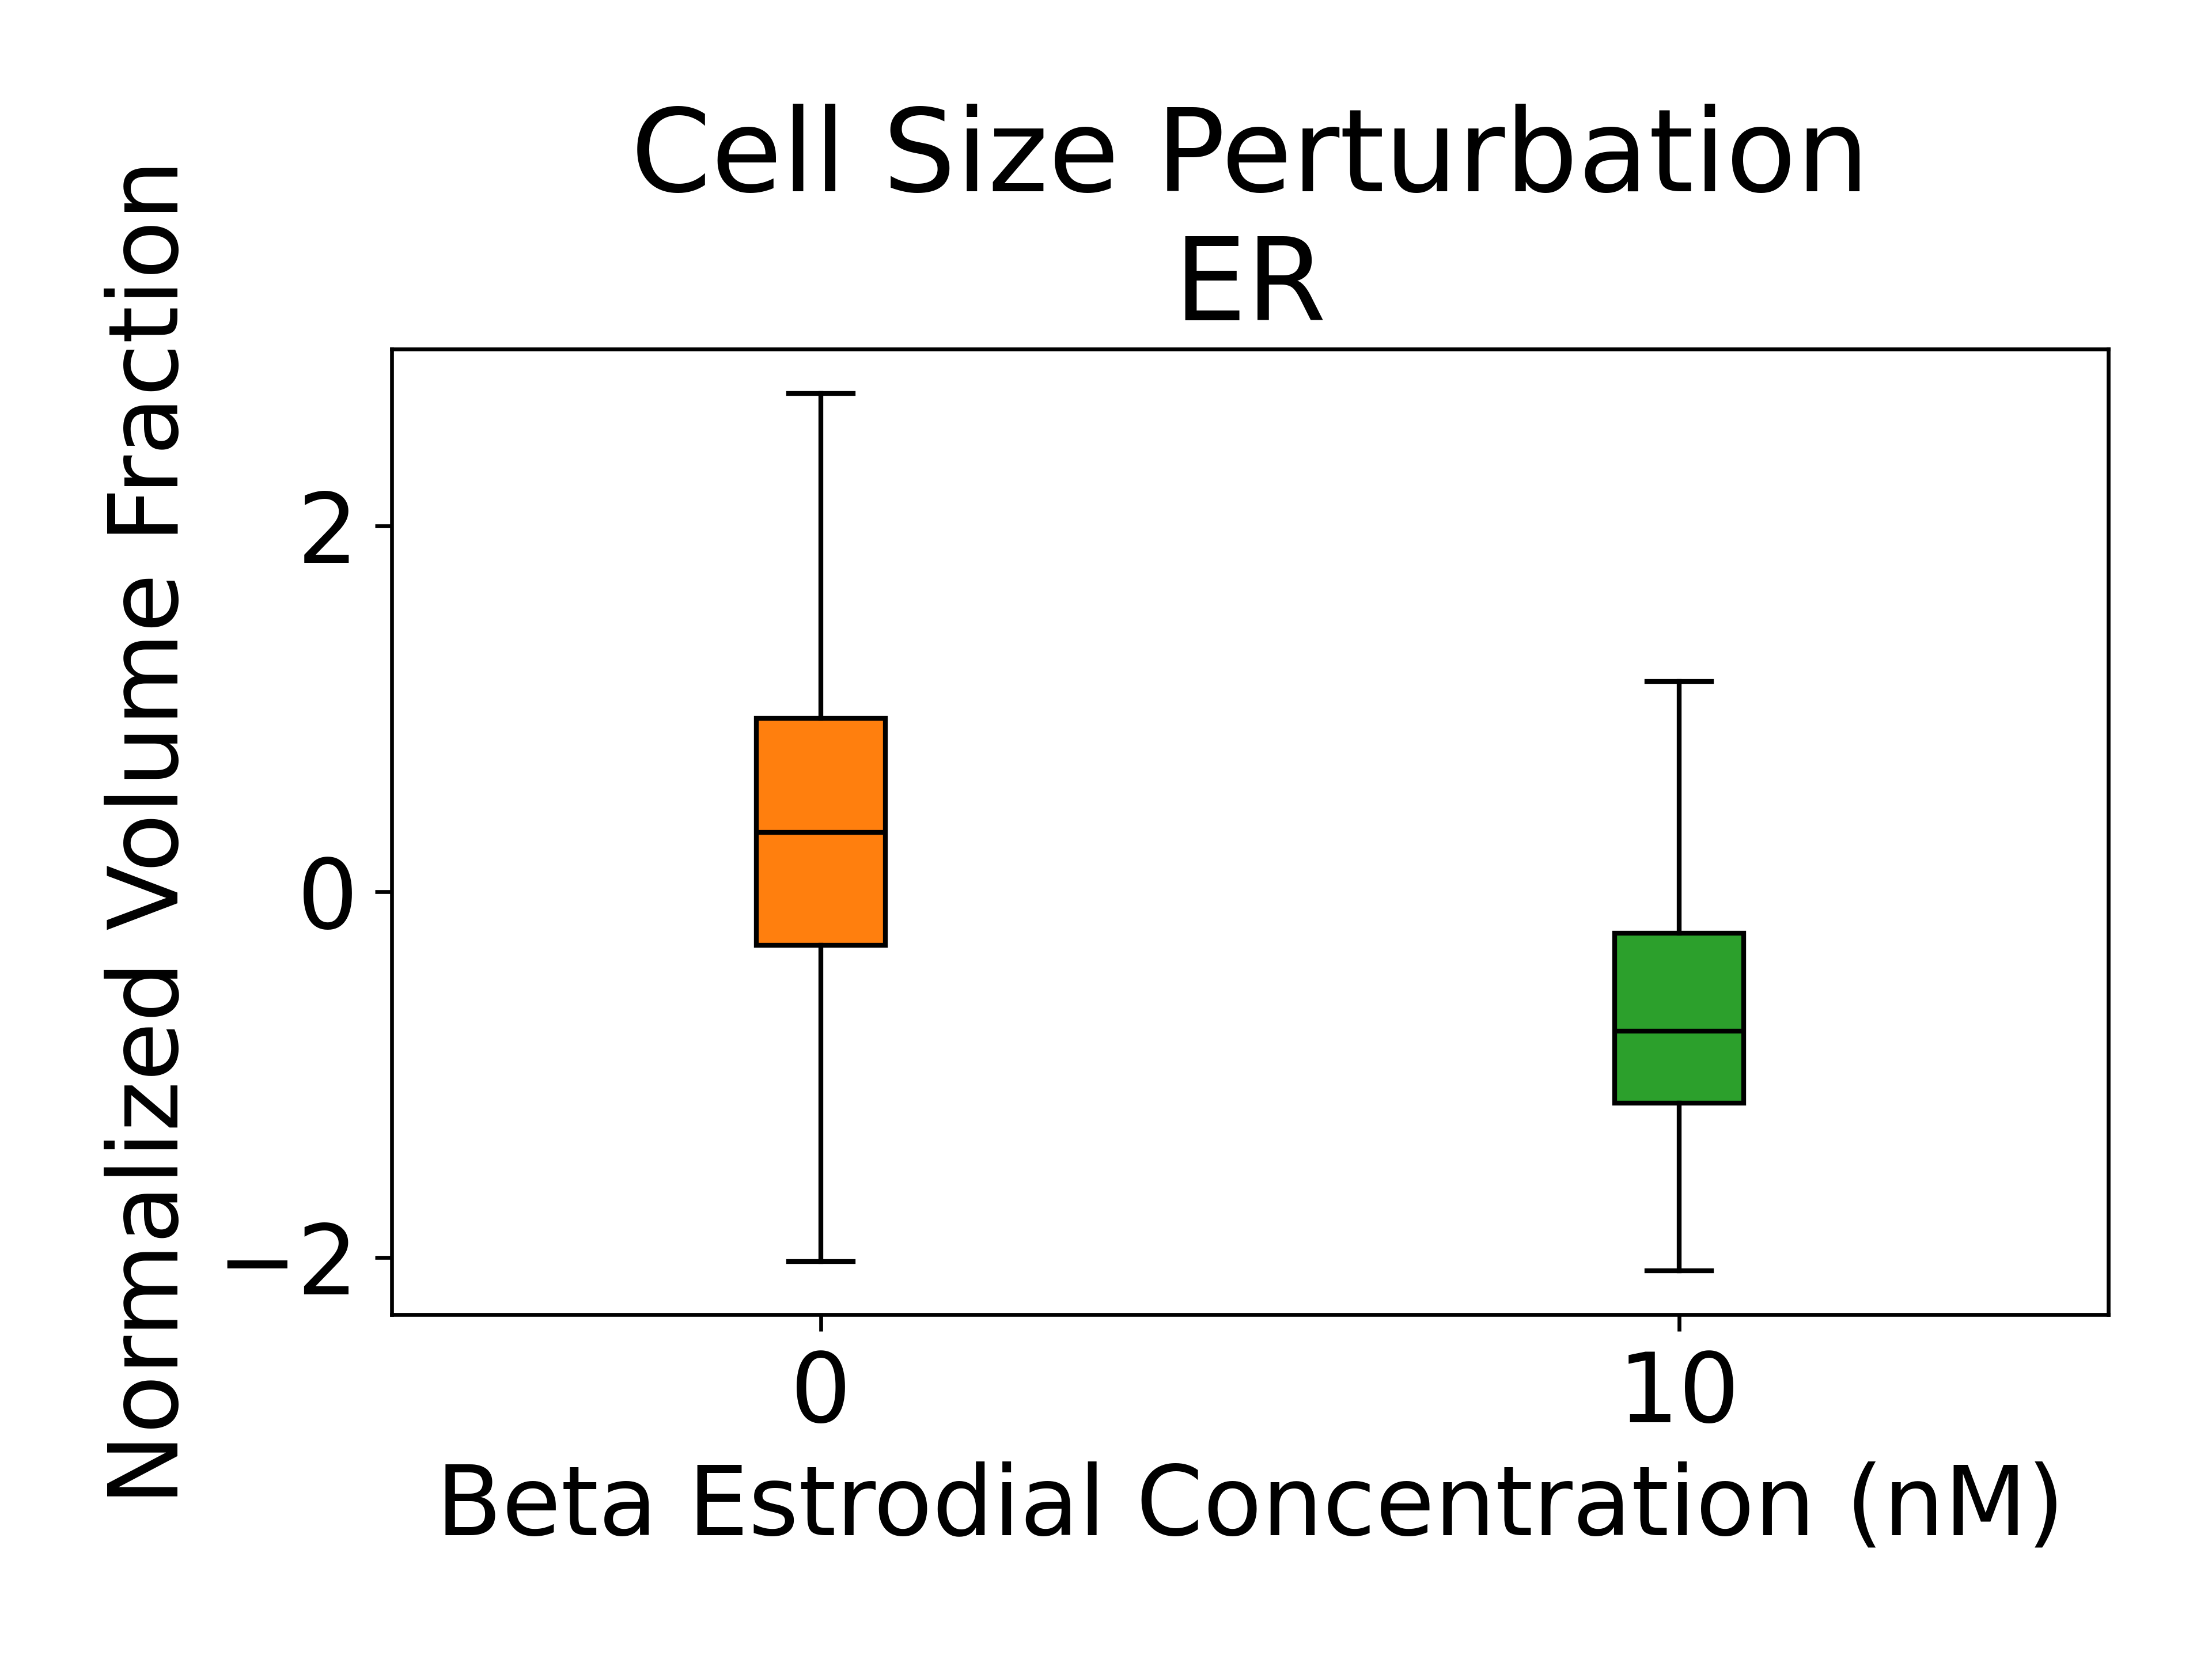 Cell Size Perturbation
ER
Normalized Volume Fraction
2
0
−2
0 10
Beta Estrodial Concentration (nM)